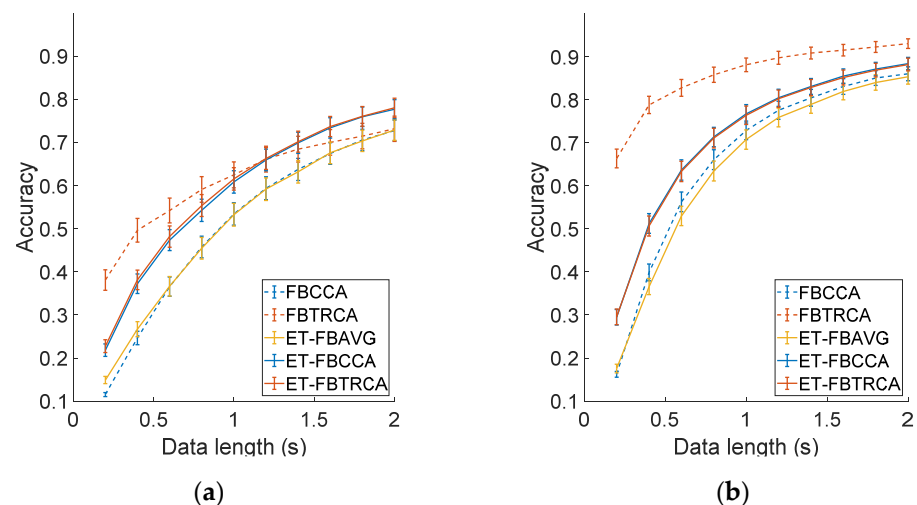 0.9
0.8
0.7
0.6
0.5
0.4
0.3
0.2
0.1
Accuracy
FBCCA
FBTRCA
ET-FBAVG
ET-FBCCA
ET-FBTRCA
0 0.5 1 1.5 2
Data length (s)
(a)
0.9
0.8
0.7
0.6
0.5
0.4
0.3
0.2
0.1
Accuracy
FBCCA
FBTRCA
ET-FBAVG
ET-FBCCA
ET-FBTRCA
0 0.5 1 1.5 2
Data length (s)
(b)